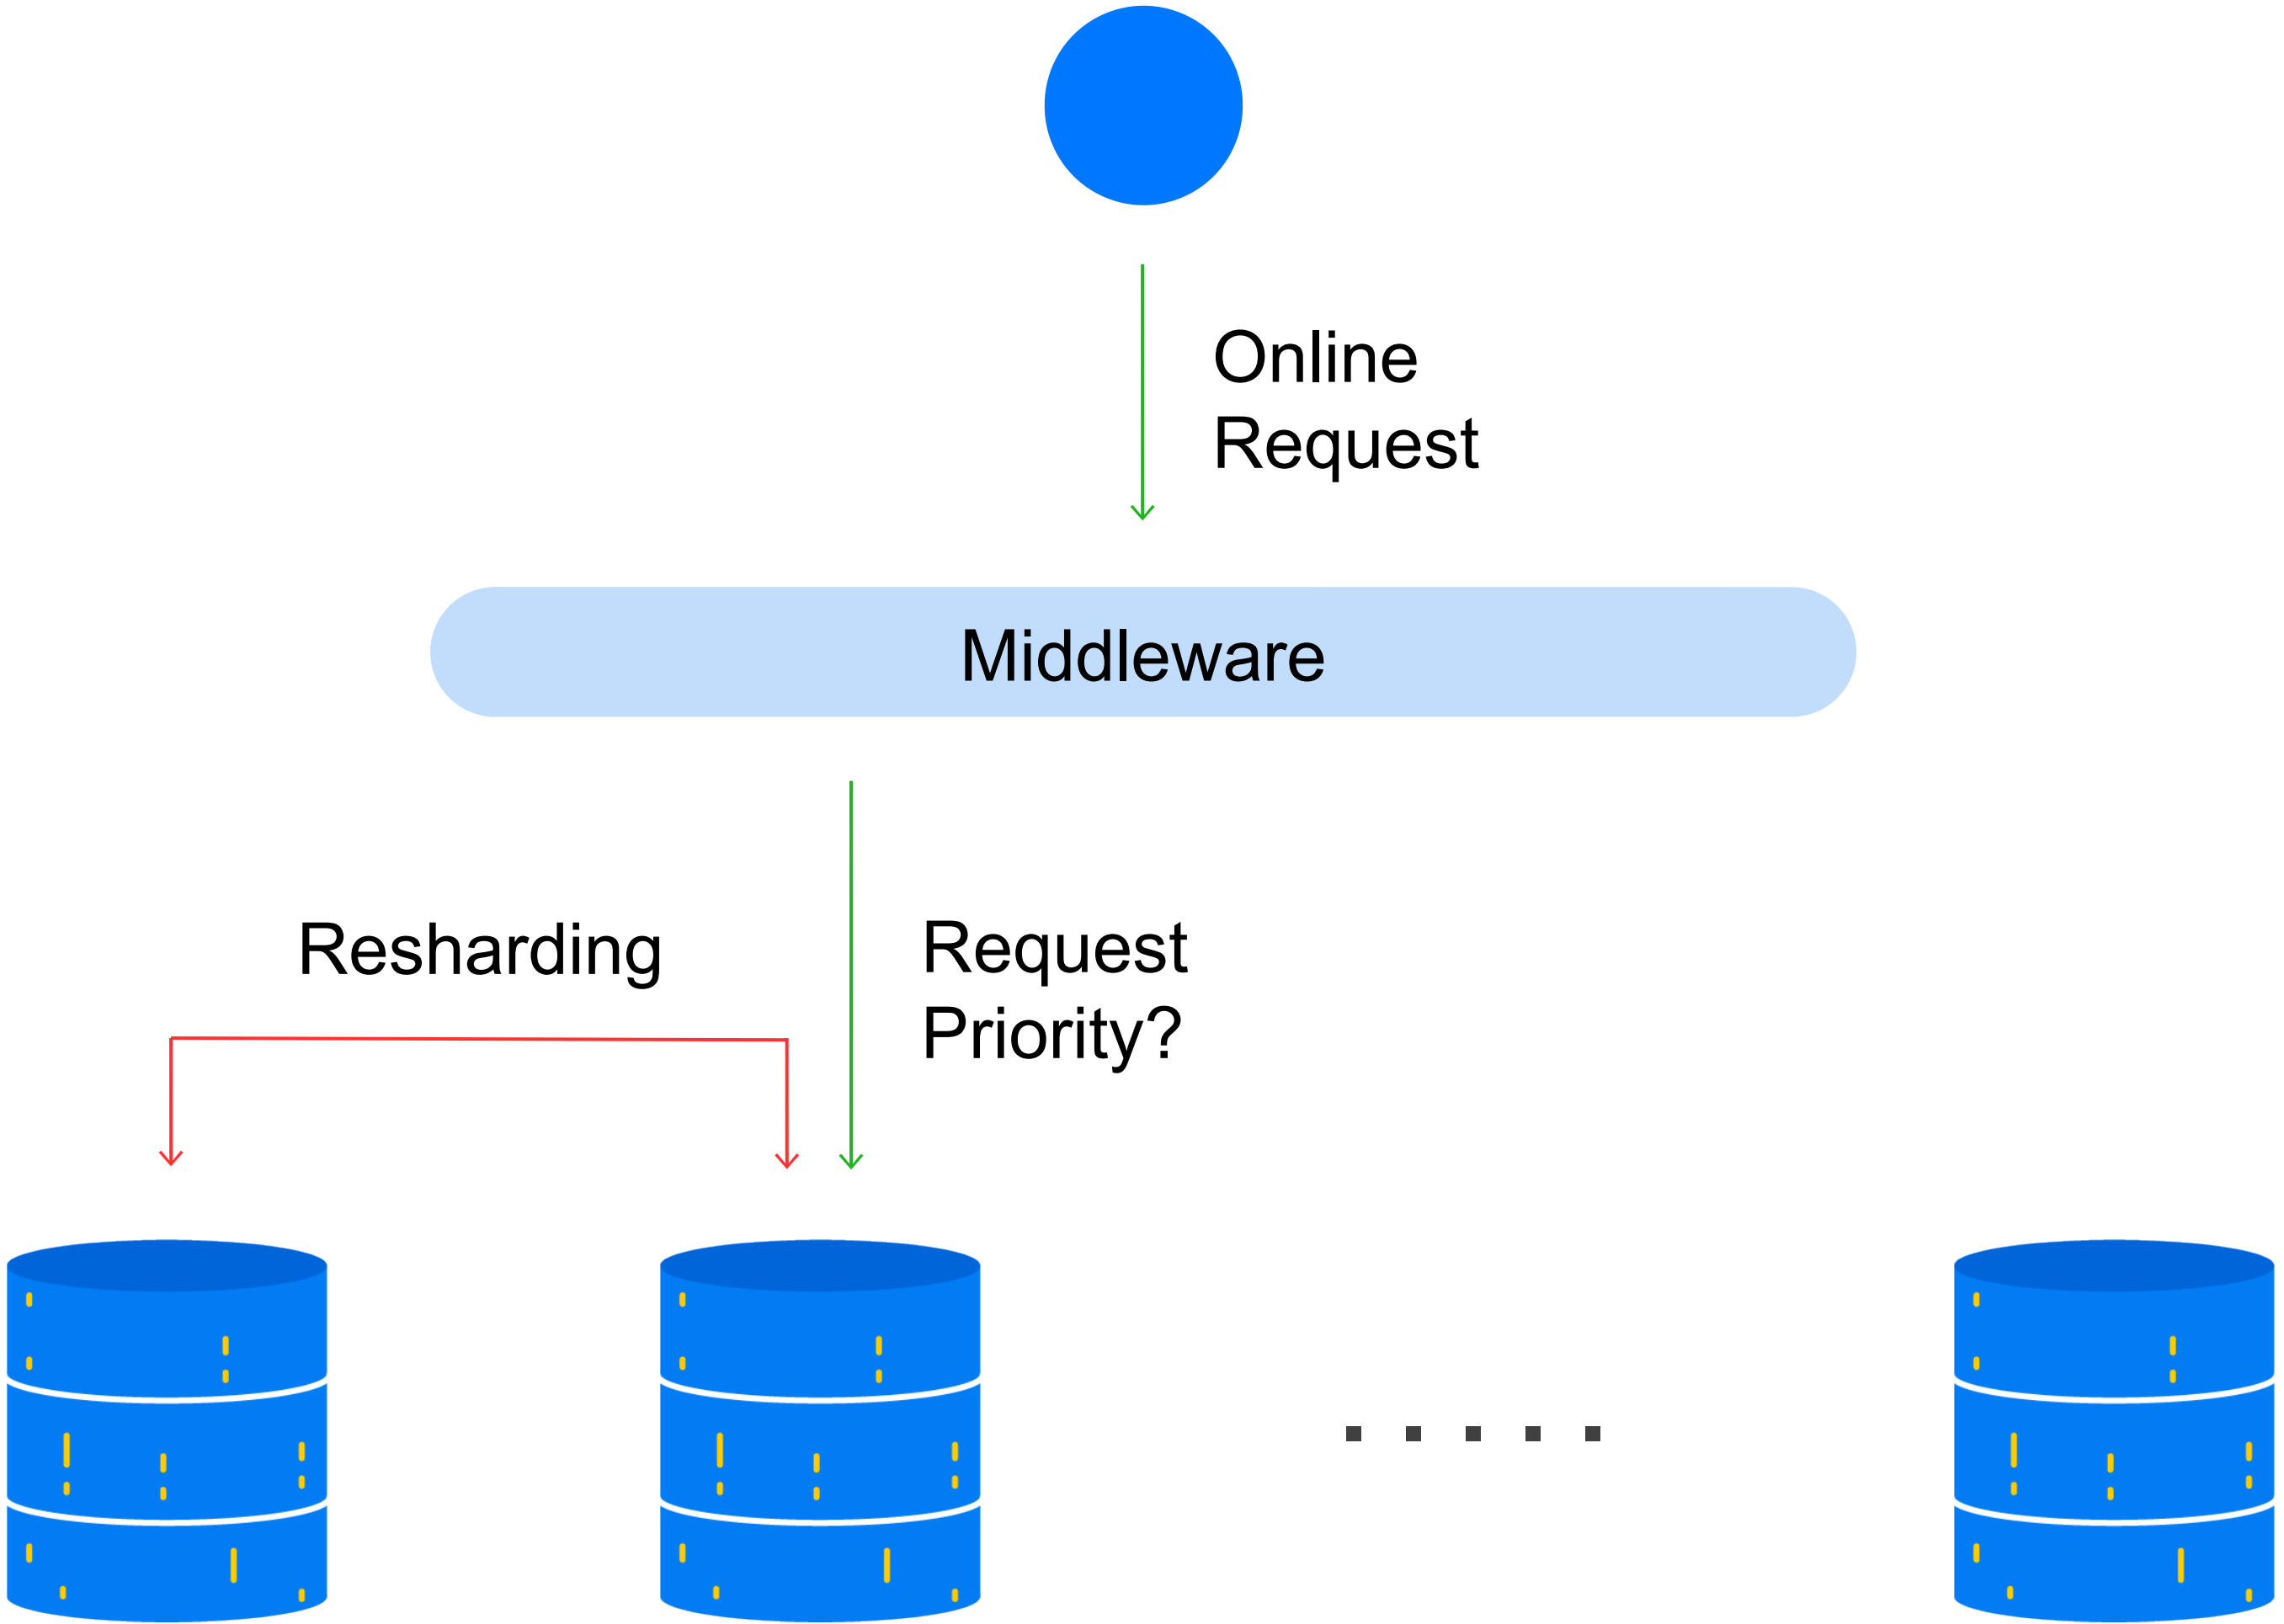 Online
Request
Middleware
Resharding
Request
Priority?